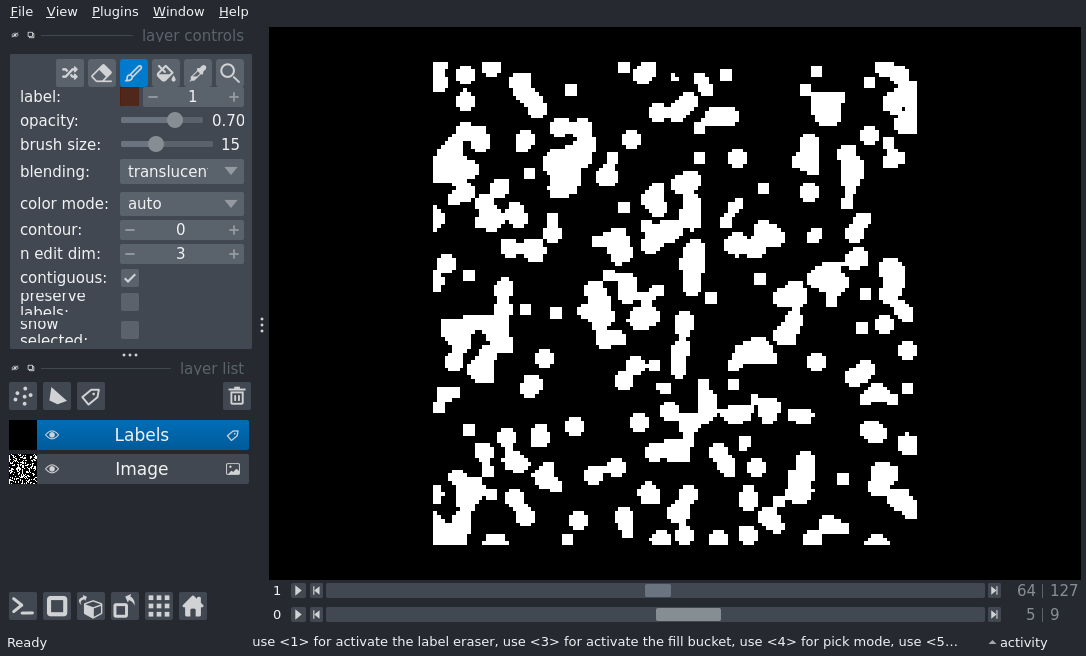 File View Plugins Window Help
layer controls
label: 1
opacity: 0.70
brush size: 15
blending: translucen
color mode: auto
contour: 0
n edit dim: 3
contiguous:
preserve
labels:
show
selected:
layer list
Labels
Image
1 64 | 127
0 5 | 9
Ready use <1> for activate the label eraser, use <3> for activate the fill bucket, use <4> for pick mode, use <5... activity